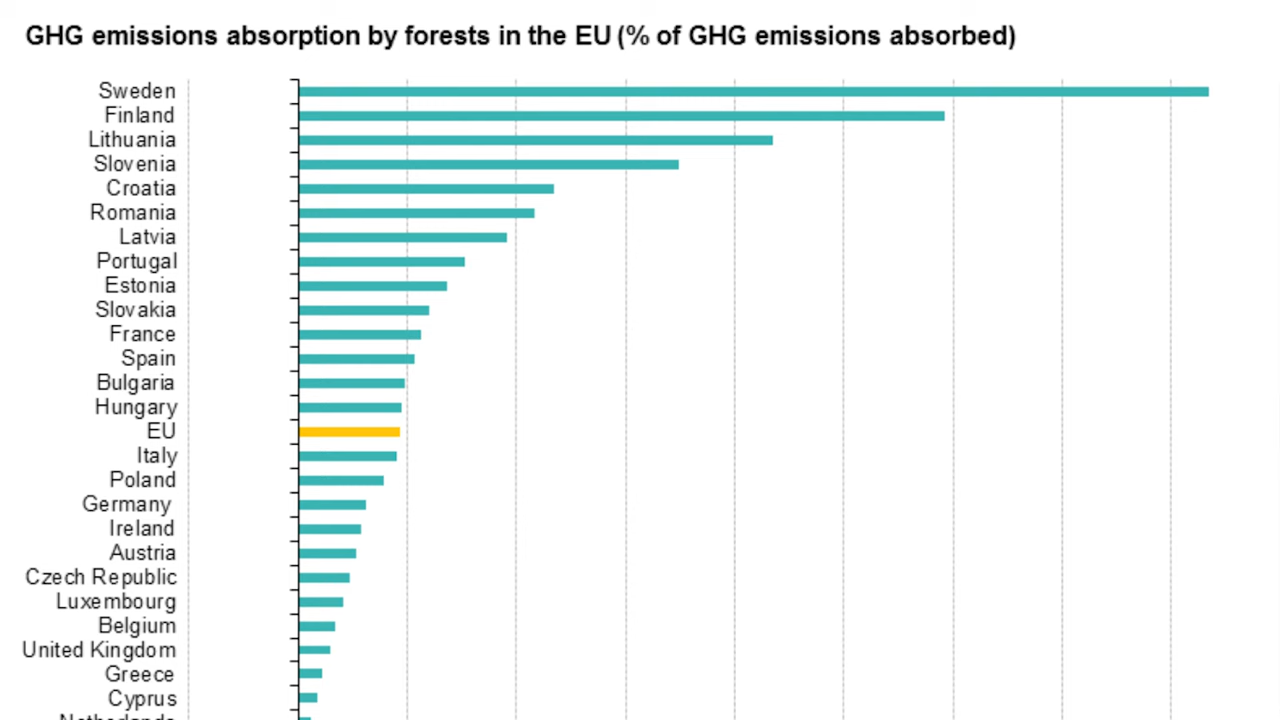 GHG emissions absorption by forests in the EU (% of GHG emissions absorbed)
Sweden
Finland
Lithuania
Slovenia
Croatia
Romania
Latvia
Portugal
Estonia
Slovakia
France
Spain
Bulgaria
Hungary
EU
Italy
Poland
Germany
Ireland
Austria
Czech Republic
Luxembourg
Belgium
United Kingdom
Greece
Cyprus
Netherlands